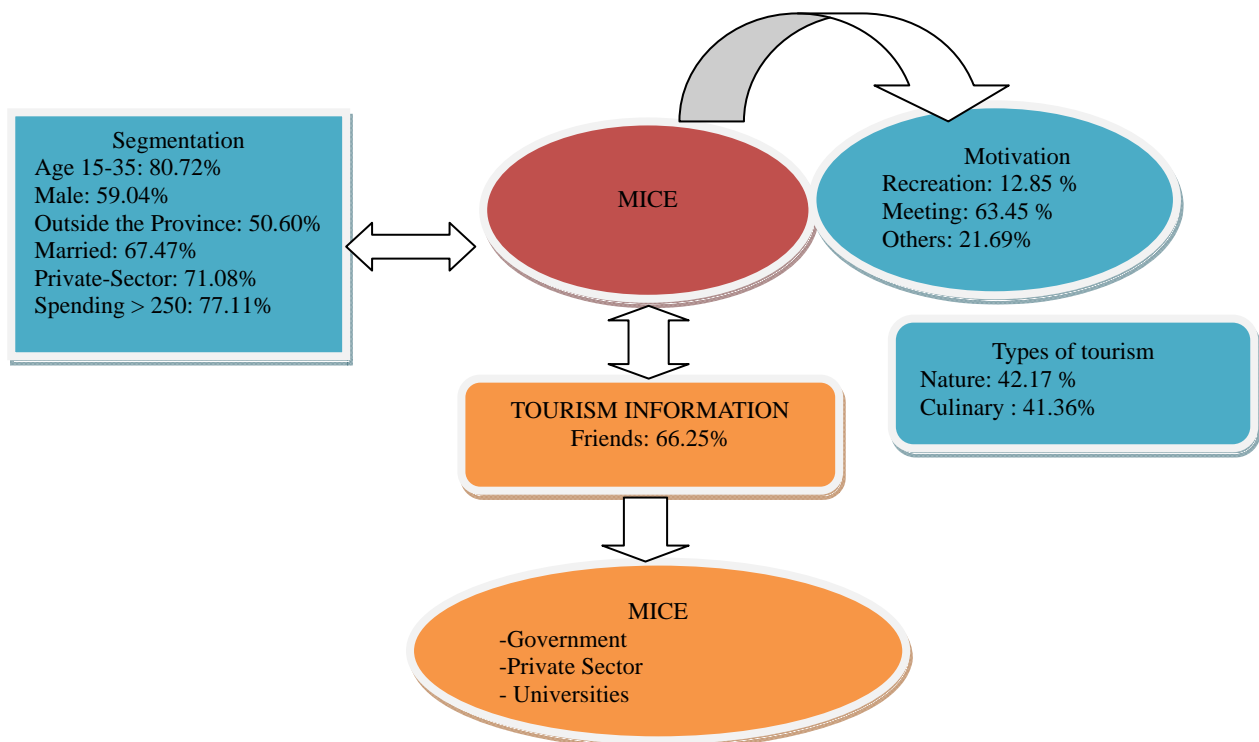 Segmentation
Age 15-35: 80.72%
Male: 59.04%
Outside the Province: 50.60%
Married: 67.47%
Private-Sector: 71.08%
Spending > 250: 77.11%
MICE
Motivation
Recreation: 12.85 %
Meeting: 63.45 %
Others: 21.69%
Types of tourism
Nature: 42.17 %
Culinary : 41.36%
TOURISM INFORMATION
Friends: 66.25%
MICE
-Government
-Private Sector
- Universities